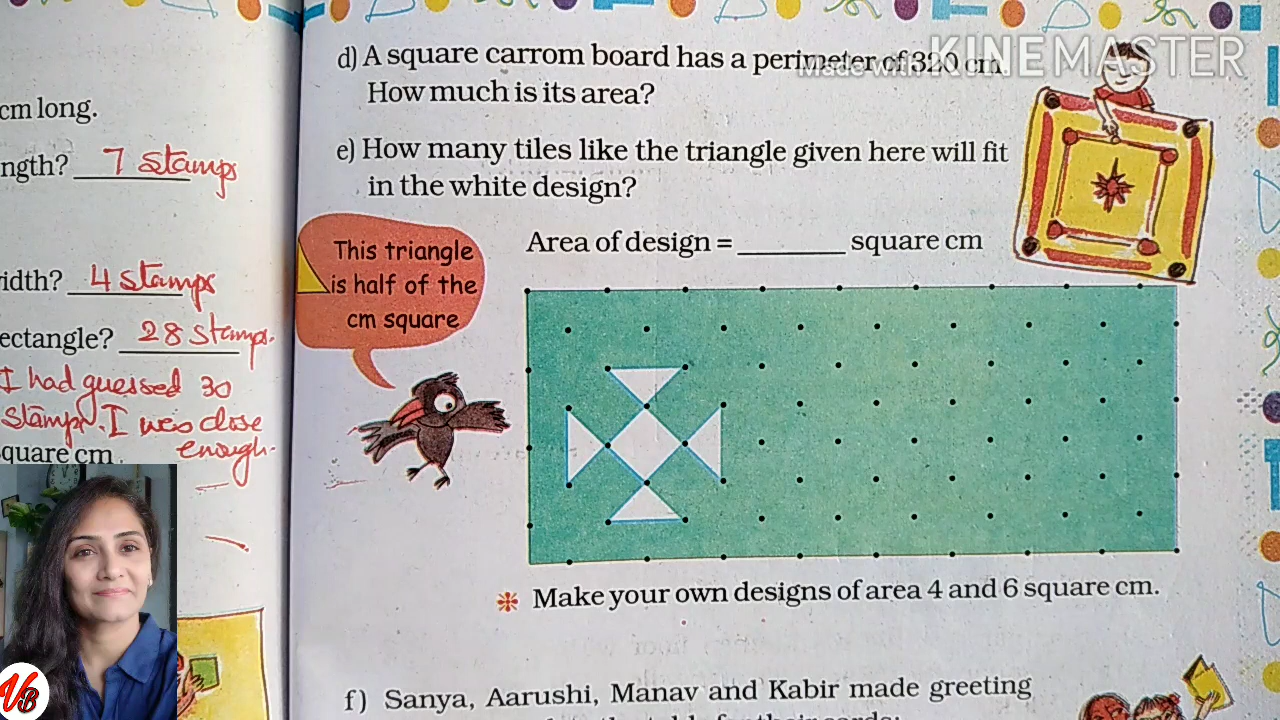 cm long.
ngth? 7 stamps
idth? 4 stamps
ectangle? 28 stamps.
I had guessed 30
stamps. I was close
enough.
quare cm.
d) A square carrom board has a perimeter of 320 cm.
How much is its area?
Made with KINEMASTER
e) How many tiles like the triangle given here will fit
in the white design?
This triangle
is half of the
cm square
Area of design = ________ square cm
Make your own designs of area 4 and 6 square cm.
f) Sanya, Aarushi, Manav and Kabir made greeting
VB